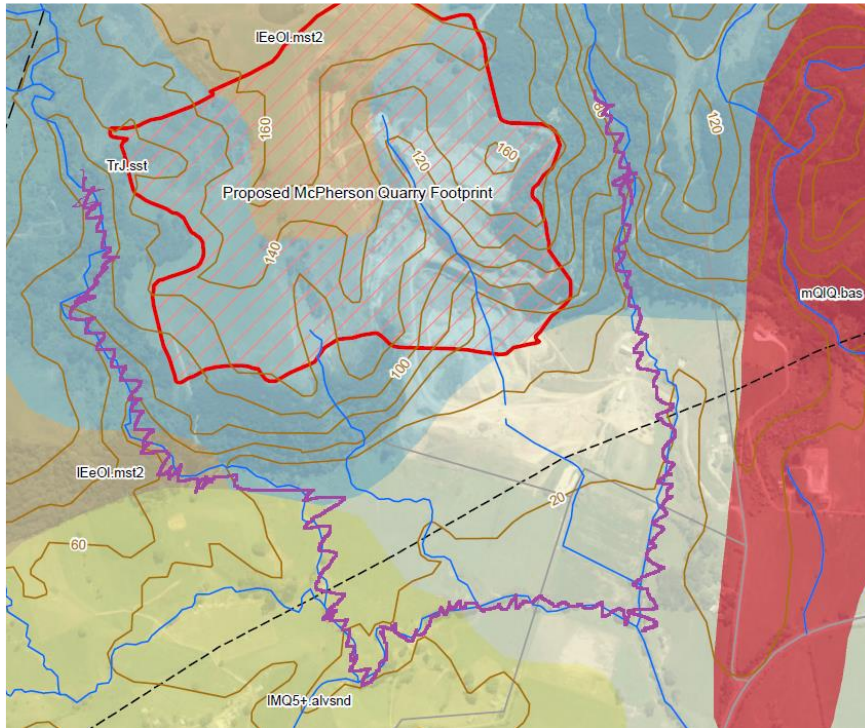 IEeOl.mst2
80
120
160
120
160
TrJ.sst
Proposed McPherson Quarry Footprint
140
mQIQ.bas
100
IEeOl.mst2
20
60
IMQ5+.alvsnd